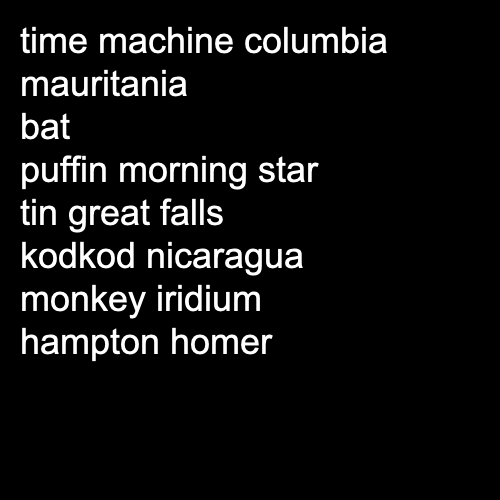 time machine columbia
mauritania
bat
puffin morning star
tin great falls
kodkod nicaragua
monkey iridium
hampton homer